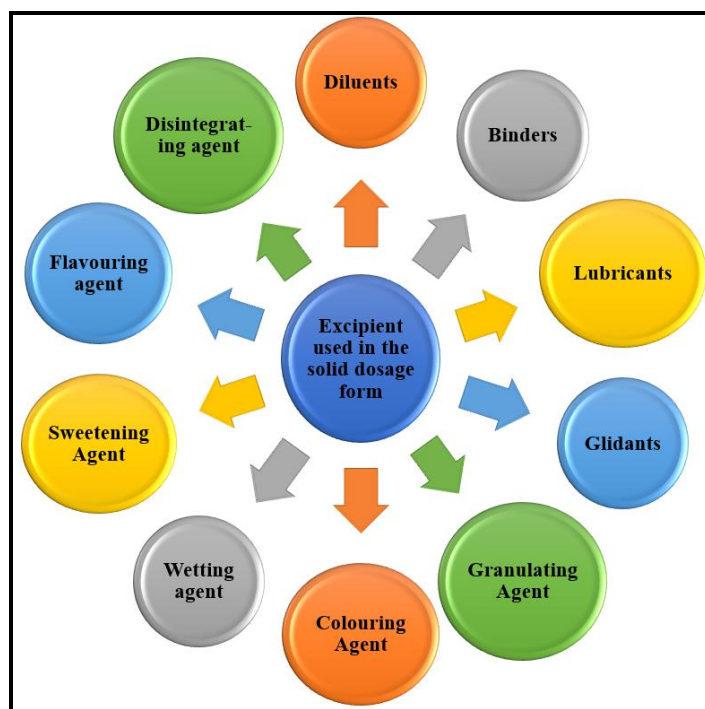 Excipient
used in the
solid dosage
form
Diluents
Binders
Lubricants
Glidants
Granulating
Agent
Colouring
Agent
Wetting
agent
Sweetening
Agent
Flavouring
agent
Disintegrat-
ing agent